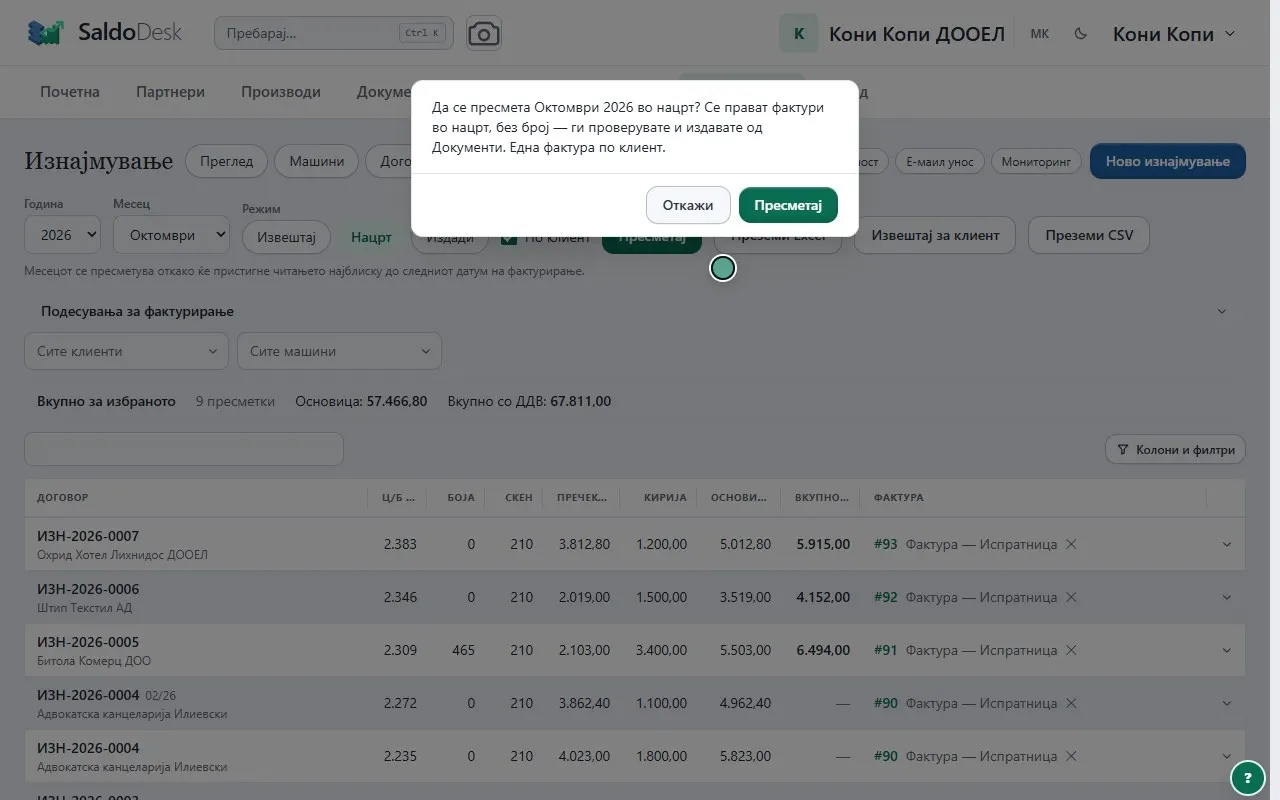 SaldoDesk
Пребарај...
Ctrl K
К
Кони Копи ДООЕЛ
МК
Кони Копи
Почетна
Партнери
Производи
Да се пресмета Октомври 2026 во нацрт? Се прават фактури
во нацрт, без број — ги проверувате и издавате од
Документи. Една фактура по клиент.
Откажи
Пресметај
Изнајмување
Преглед
Машини
Е-маил унос
Мониторинг
Ново изнајмување
Година
Месец
Режим
2026
Октомври
Извештај
Нацрт
Издади
По клиент
Пресметај
Преземи Excel
Извештај за клиент
Преземи CSV
Месецот се пресметува откако ќе пристигне читањето најблиску до следниот датум на фактурирање.
Подесувања за фактурирање
Сите клиенти
Сите машини
Вкупно за избраното
9 пресметки
Основица: 57.466,80
Вкупно со ДДВ: 67.811,00
Колони и филтри
ДОГОВОР Ц/Б ... БОЈА СКЕН ПРЕЧЕК... КИРИЈА ОСНОВИ... ВКУПНО... ФАКТУРА
ИЗН-2026-0007
Охрид Хотел Лихнидос ДООЕЛ
2.383 0 210 3.812,80 1.200,00 5.012,80 5.915,00 #93 Фактура — Испратница
ИЗН-2026-0006
Штип Текстил АД
2.346 0 210 2.019,00 1.500,00 3.519,00 4.152,00 #92 Фактура — Испратница
ИЗН-2026-0005
Битола Комерц ДОО
2.309 465 210 2.103,00 3.400,00 5.503,00 6.494,00 #91 Фактура — Испратница
ИЗН-2026-0004 02/26
Адвокатска канцеларија Илиевски
2.272 0 210 3.862,40 1.100,00 4.962,40 — #90 Фактура — Испратница
ИЗН-2026-0004
Адвокатска канцеларија Илиевски
2.235 0 210 4.023,00 1.800,00 5.823,00 — #90 Фактура — Испратница
?